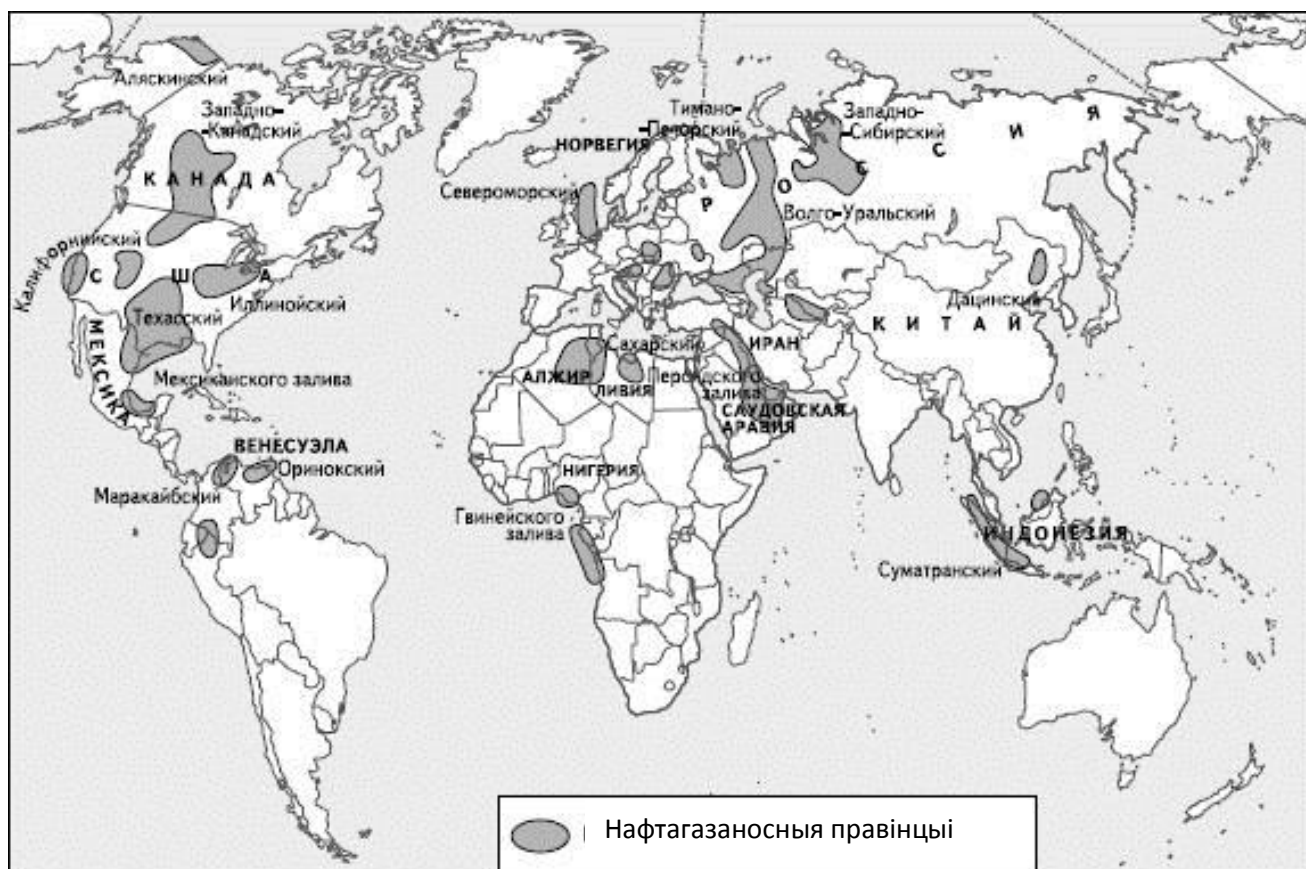 Аляскинский
Западно-
-Канадский
КАНАДА
Калифорнийский
США
Иллинойский
Техасский
МЕКСИКА
Мексиканского залива
ВЕНЕСУЭЛА
Оринокский
Маракайбский
Тимано-
-Печорский
Западно-
-Сибирский
НОРВЕГИЯ
РОССИЯ
Североморский
Волго-Уральский
Дацинский
КИТАЙ
Сахарский
ИРАН
АЛЖИР
ЛИВИЯ
Персидского
залива
САУДОВСКАЯ
АРАВИЯ
НИГЕРИЯ
Гвинейского
залива
ИНДОНЕЗИЯ
Суматранский
Нафтагазаносныя правінцыі